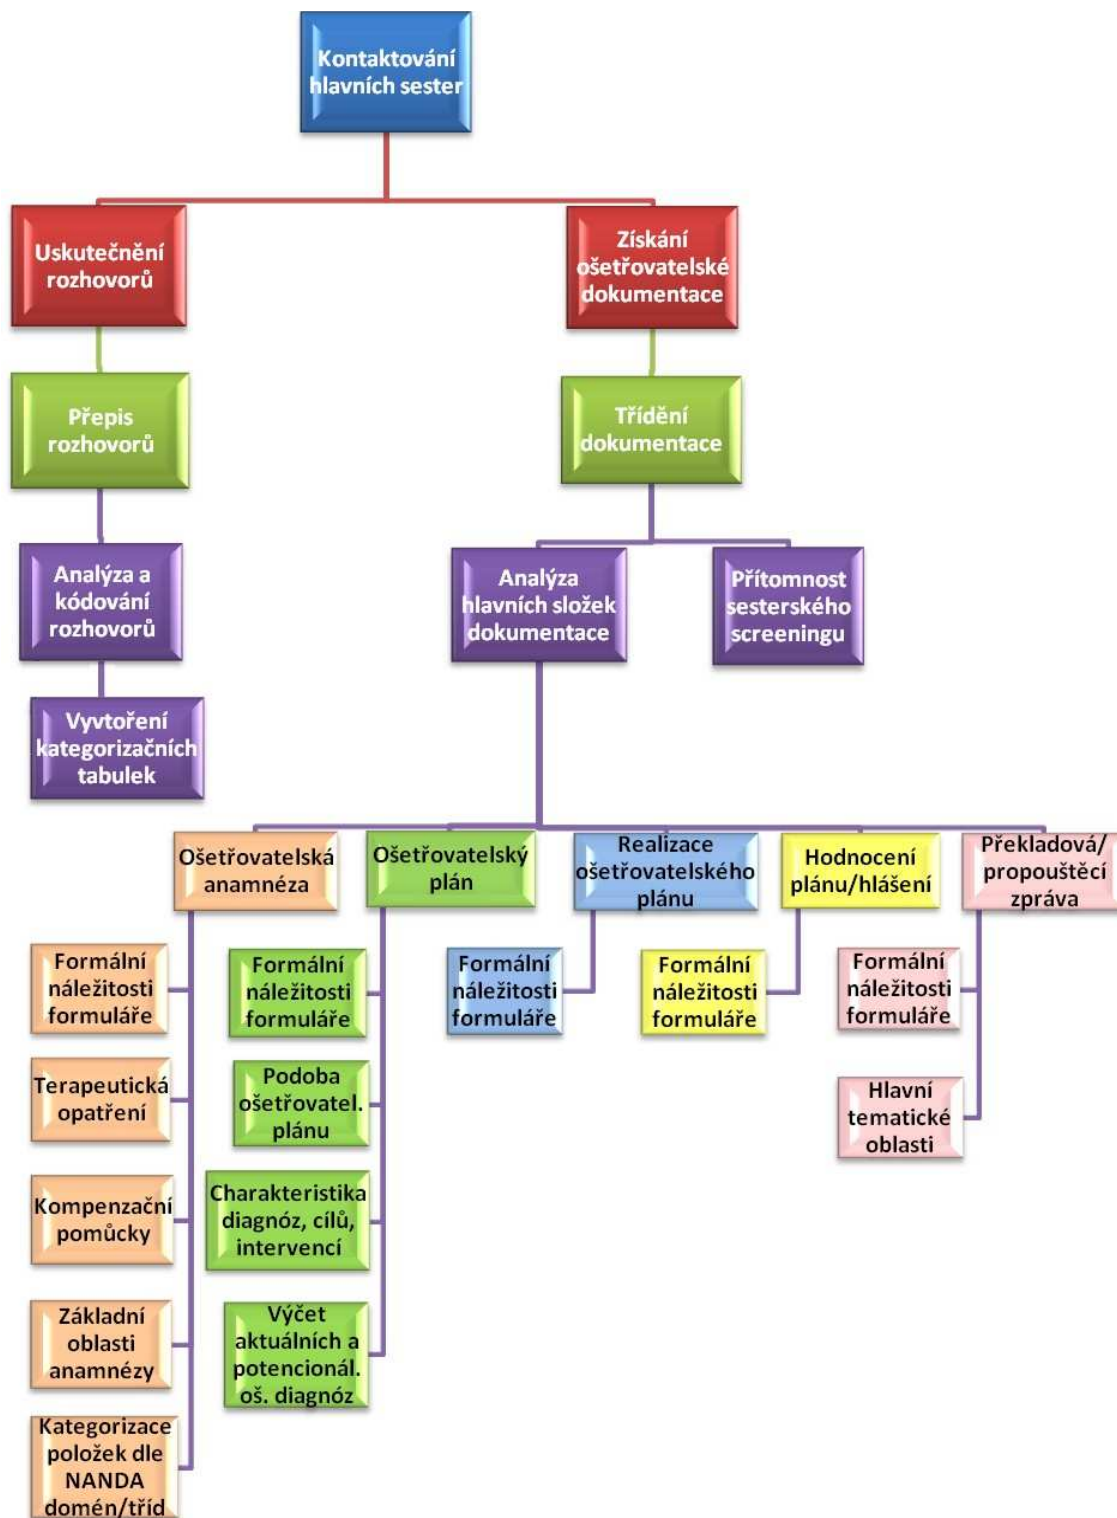 Kontaktování
hlavních sester
Uskutečnění
rozhovorů
Získání
ošetřovatelské
dokumentace
Přepis
rozhovorů
Třídění
dokumentace
Analýza a
kódování
rozhovorů
Analýza
hlavních složek
dokumentace
Přítomnost
sesterského
screeningu
Vyvtoření
kategorizačních
tabulek
Ošetřovatelská
anamnéza
Ošetřovatelský
plán
Realizace
ošetřovatelského
plánu
Hodnocení
plánu/hlášení
Překladová/
propouštěcí
zpráva
Formální
náležitosti
formuláře
Terapeutická
opatření
Kompenzační
pomůcky
Základní
oblasti
anamnézy
Kategorizace
položek dle
NANDA
domén/tříd
Formální
náležitosti
formuláře
Podoba
ošetřovatel.
plánu
Charakteristika
diagnóz, cílů,
intervencí
Výčet
aktuálních a
potencionál.
oš. diagnóz
Formální
náležitosti
formuláře
Formální
náležitosti
formuláře
Formální
náležitosti
formuláře
Hlavní
tematické
oblasti